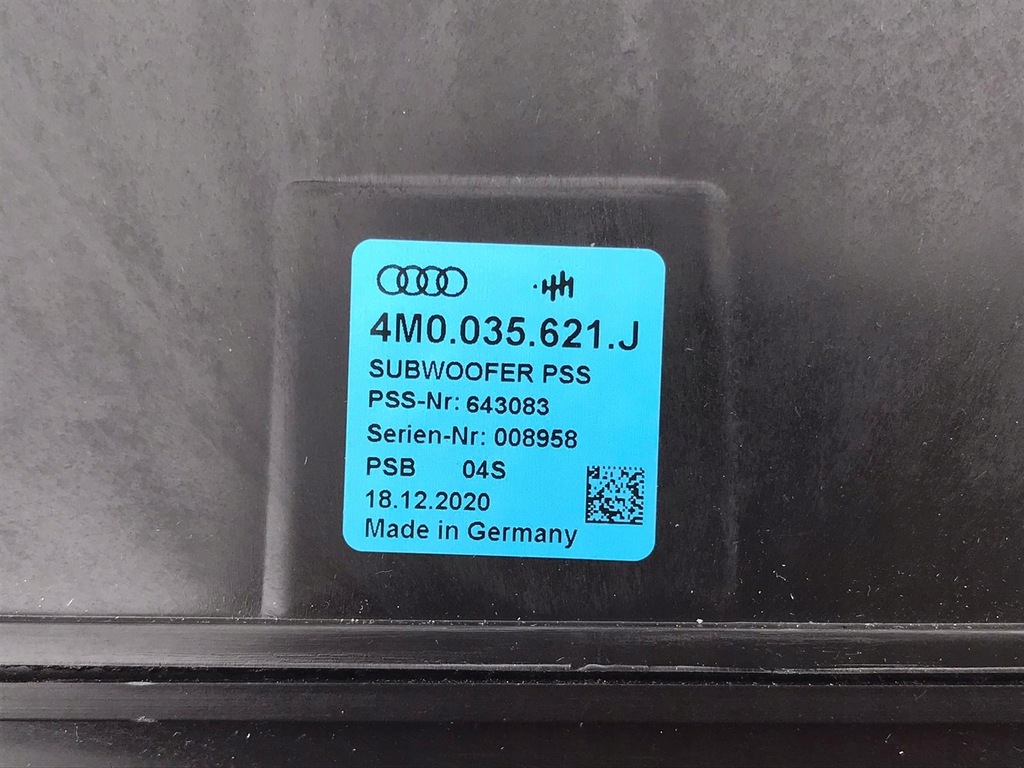 4M0.035.621.J
SUBWOOFER PSS
PSS-Nr: 643083
Serien-Nr: 008958
PSB 04S
18.12.2020
Made in Germany